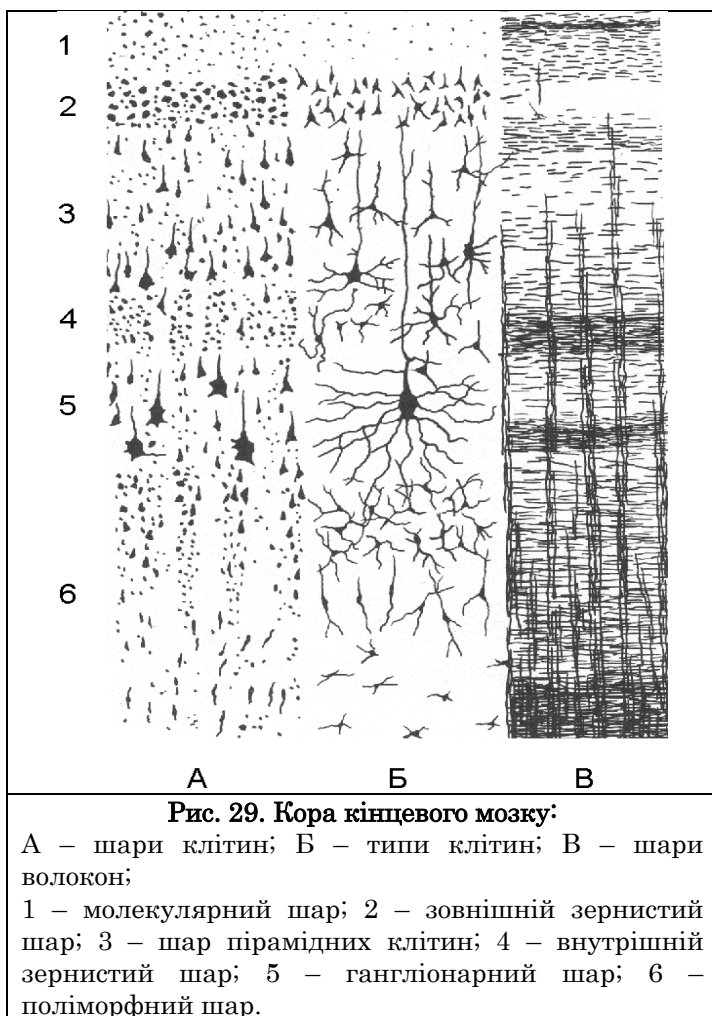 1
2
3
4
5
6
А Б В
Рис. 29. Кора кінцевого мозку:
А – шари клітин; Б – типи клітин; В – шари
волокон;
1 – молекулярний шар; 2 – зовнішній зернистий
шар; 3 – шар пірамідних клітин; 4 – внутрішній
зернистий шар; 5 – гангліонарний шар; 6 –
поліморфний шар.